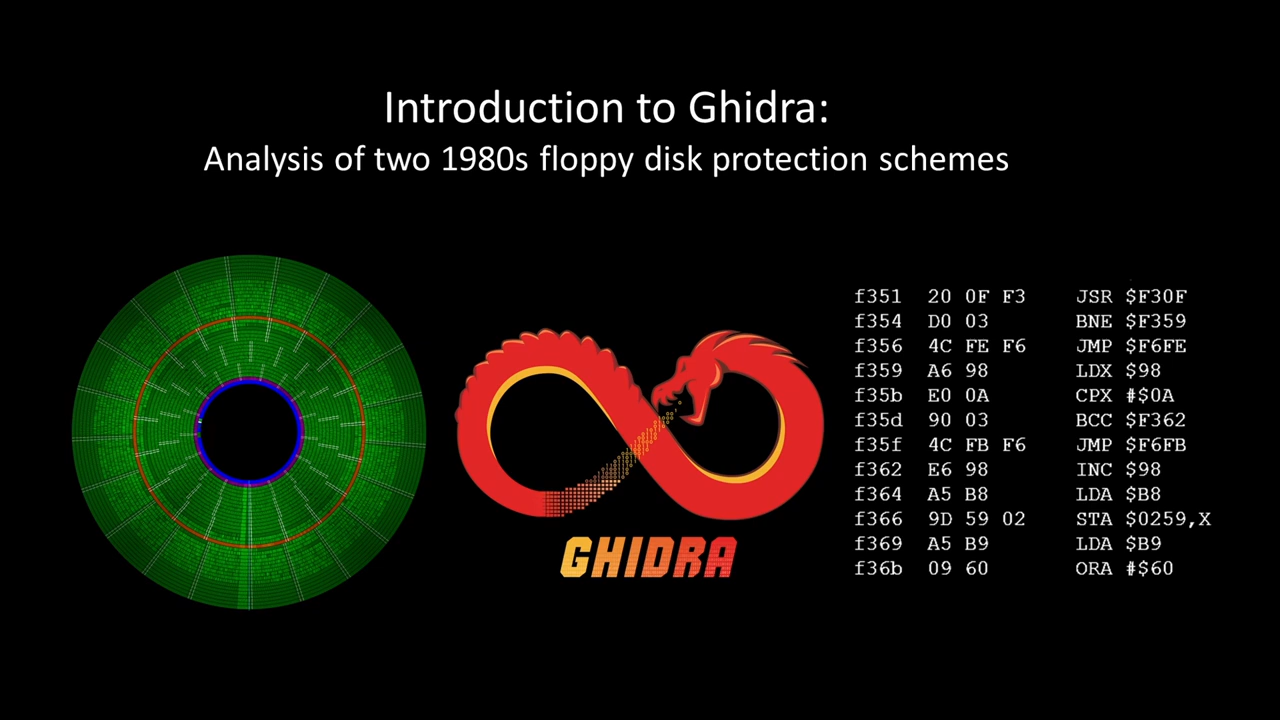 Introduction to Ghidra:
Analysis of two 1980s floppy disk protection schemes
GHIDRA
f351 20 0F F3 JSR $F30F
f354 D0 03 BNE $F359
f356 4C FE F6 JMP $F6FE
f359 A6 98 LDX $98
f35b E0 0A CPX #$0A
f35d 90 03 BCC $F362
f35f 4C FB F6 JMP $F6FB
f362 E6 98 INC $98
f364 A5 B8 LDA $B8
f366 9D 59 02 STA $0259,X
f369 A5 B9 LDA $B9
f36b 09 60 ORA #$60